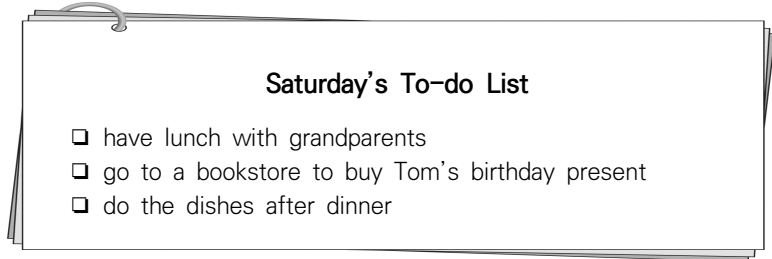 Saturday's To-do List
❏ have lunch with grandparents
❏ go to a bookstore to buy Tom's birthday present
❏ do the dishes after dinner